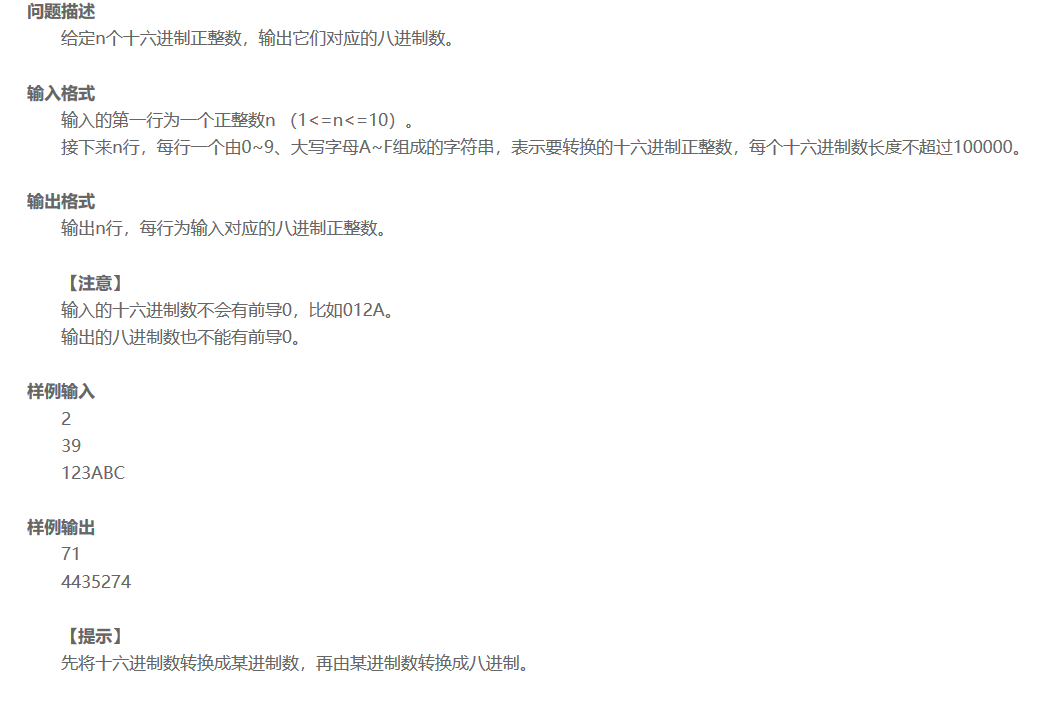 问题描述
给定n个十六进制正整数，输出它们对应的八进制数。
输入格式
输入的第一行为一个正整数n （1<=n<=10）。
接下来n行，每行一个由0~9、大写字母A~F组成的字符串，表示要转换的十六进制正整数，每个十六进制数长度不超过100000。
输出格式
输出n行，每行为输入对应的八进制正整数。
【注意】
输入的十六进制数不会有前导0，比如012A。
输出的八进制数也不能有前导0。
样例输入
2
39
123ABC
样例输出
71
4435274
【提示】
先将十六进制数转换成某进制数，再由某进制数转换成八进制。